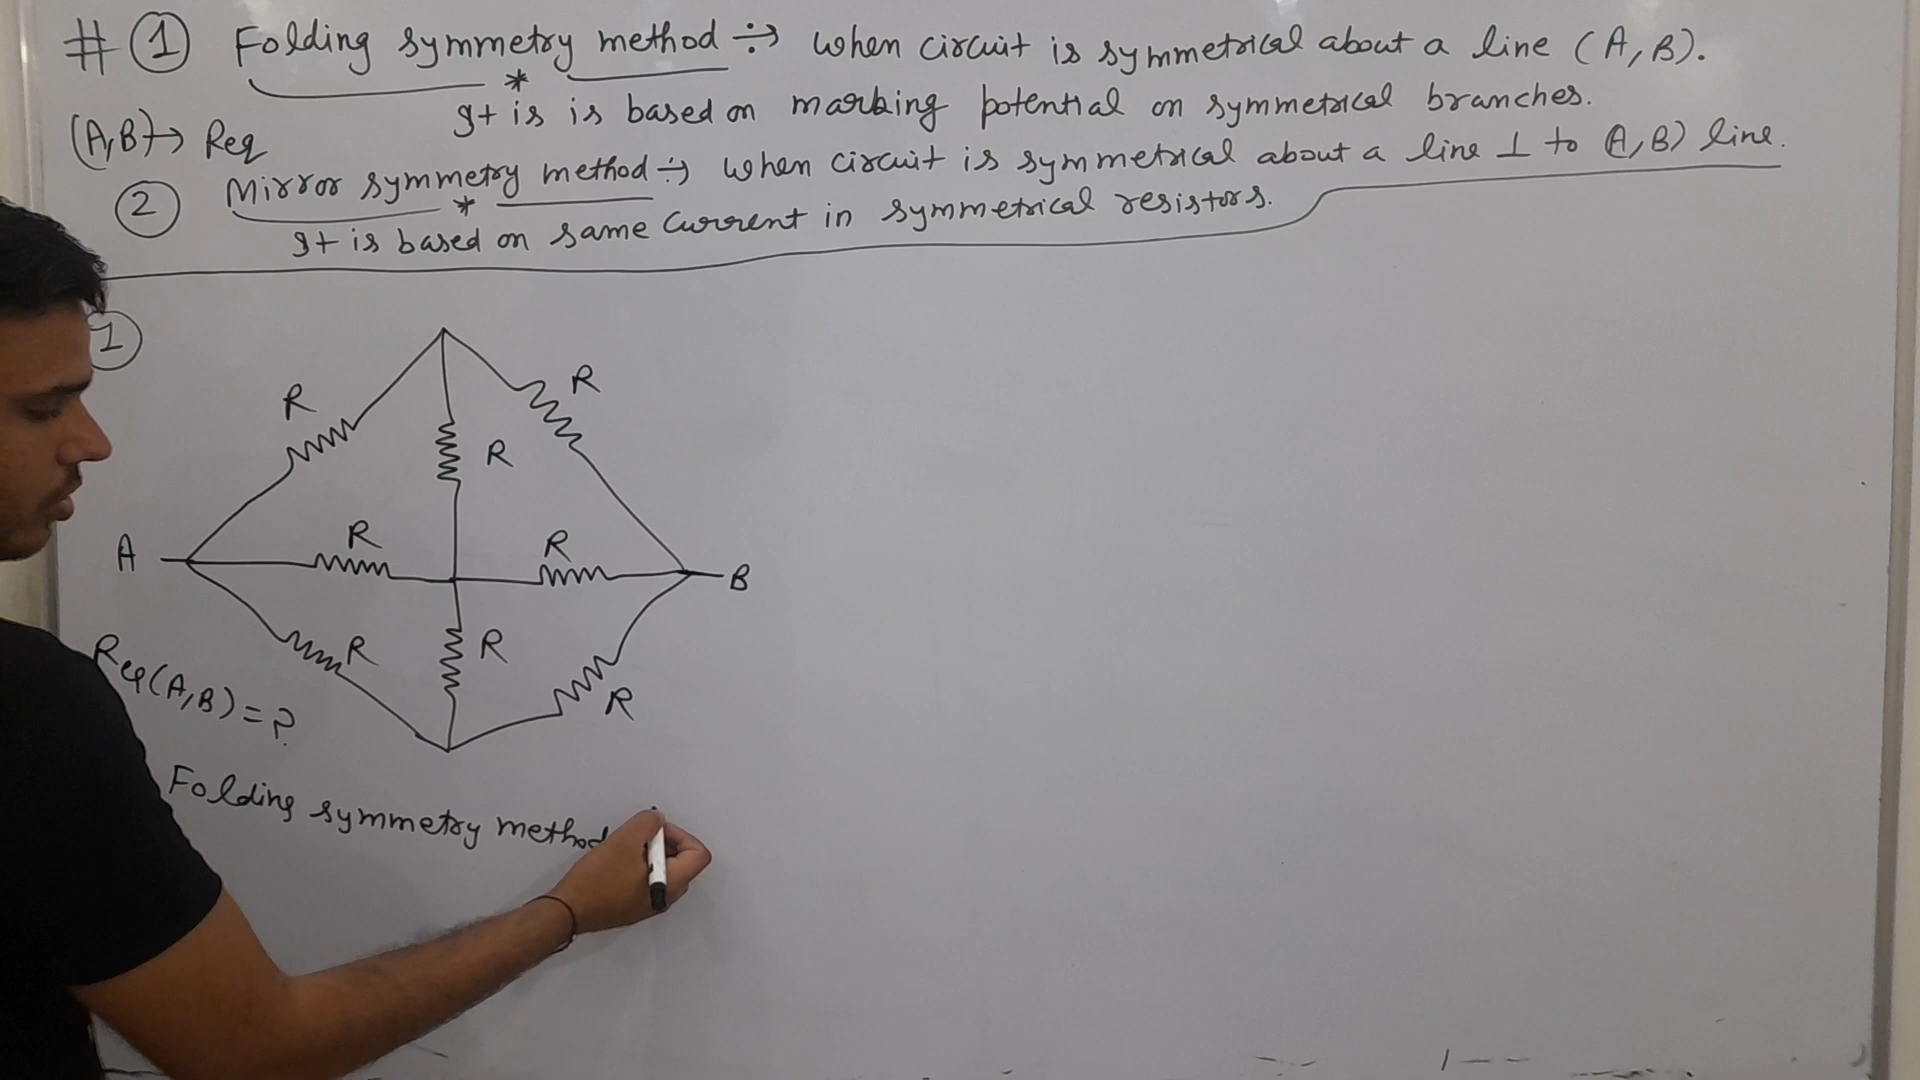 # 1 Folding symmetry method ÷→ when circuit is symmetrical about a line (A,B).
* It is is based on marking potential on symmetrical branches.
(A,B)→ Req
2 Mirror symmetry method ÷→ when circuit is symmetrical about a line ⊥ to (A,B) line.
* It is based on same current in symmetrical resistors.
1
R
R
R
A
R
R
B
R
R
R
Req(A,B)=?
Folding symmetry method